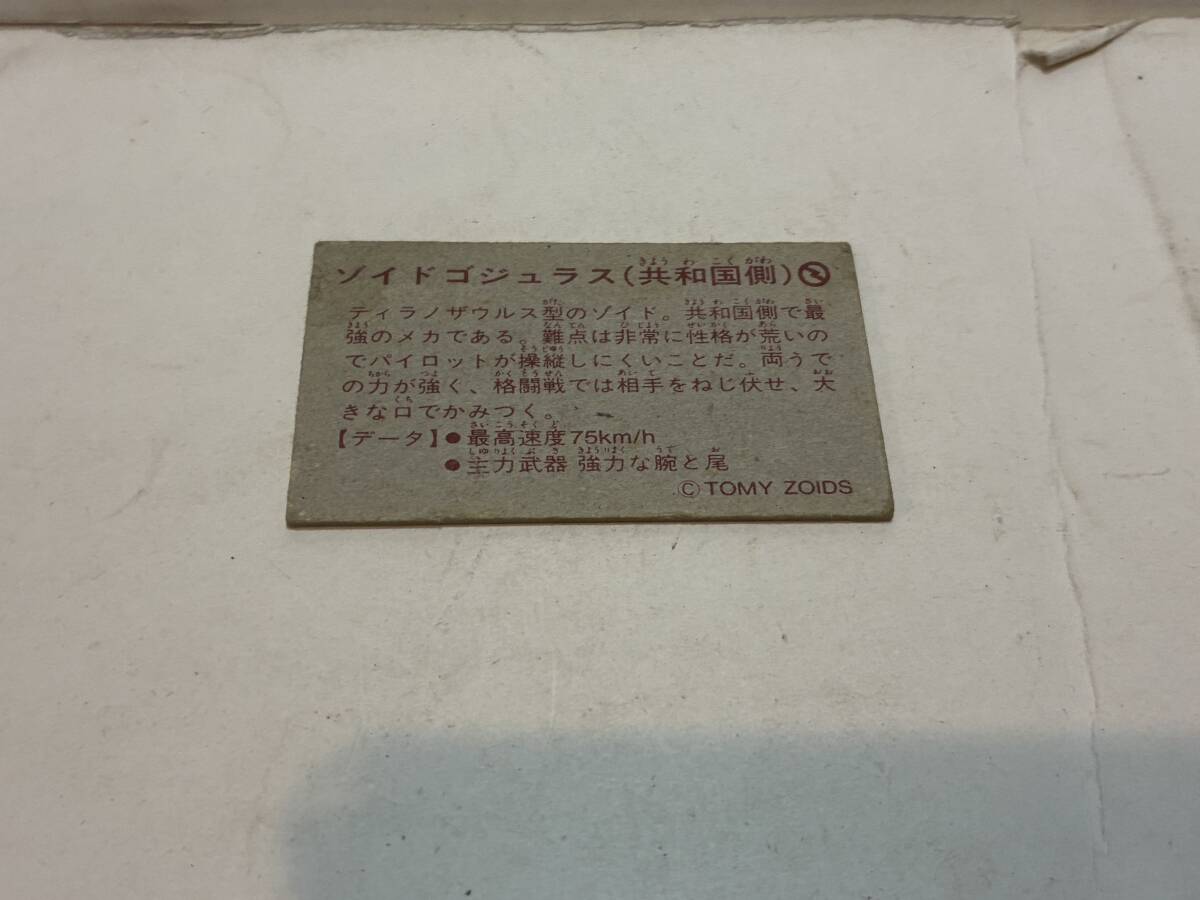 ゾイドゴジュラス(共和国側)
ティラノザウルス型のゾイド。共和国側で最
強のメカである。難点は非常に性格が荒いの
でパイロットが操縦しにくいことだ。両うで
の力が強く、格闘戦では相手をねじ伏せ、大
きな口でかみつく。
【データ】●最高速度75km/h
●主力武器 強力な腕と尾
©TOMY ZOIDS